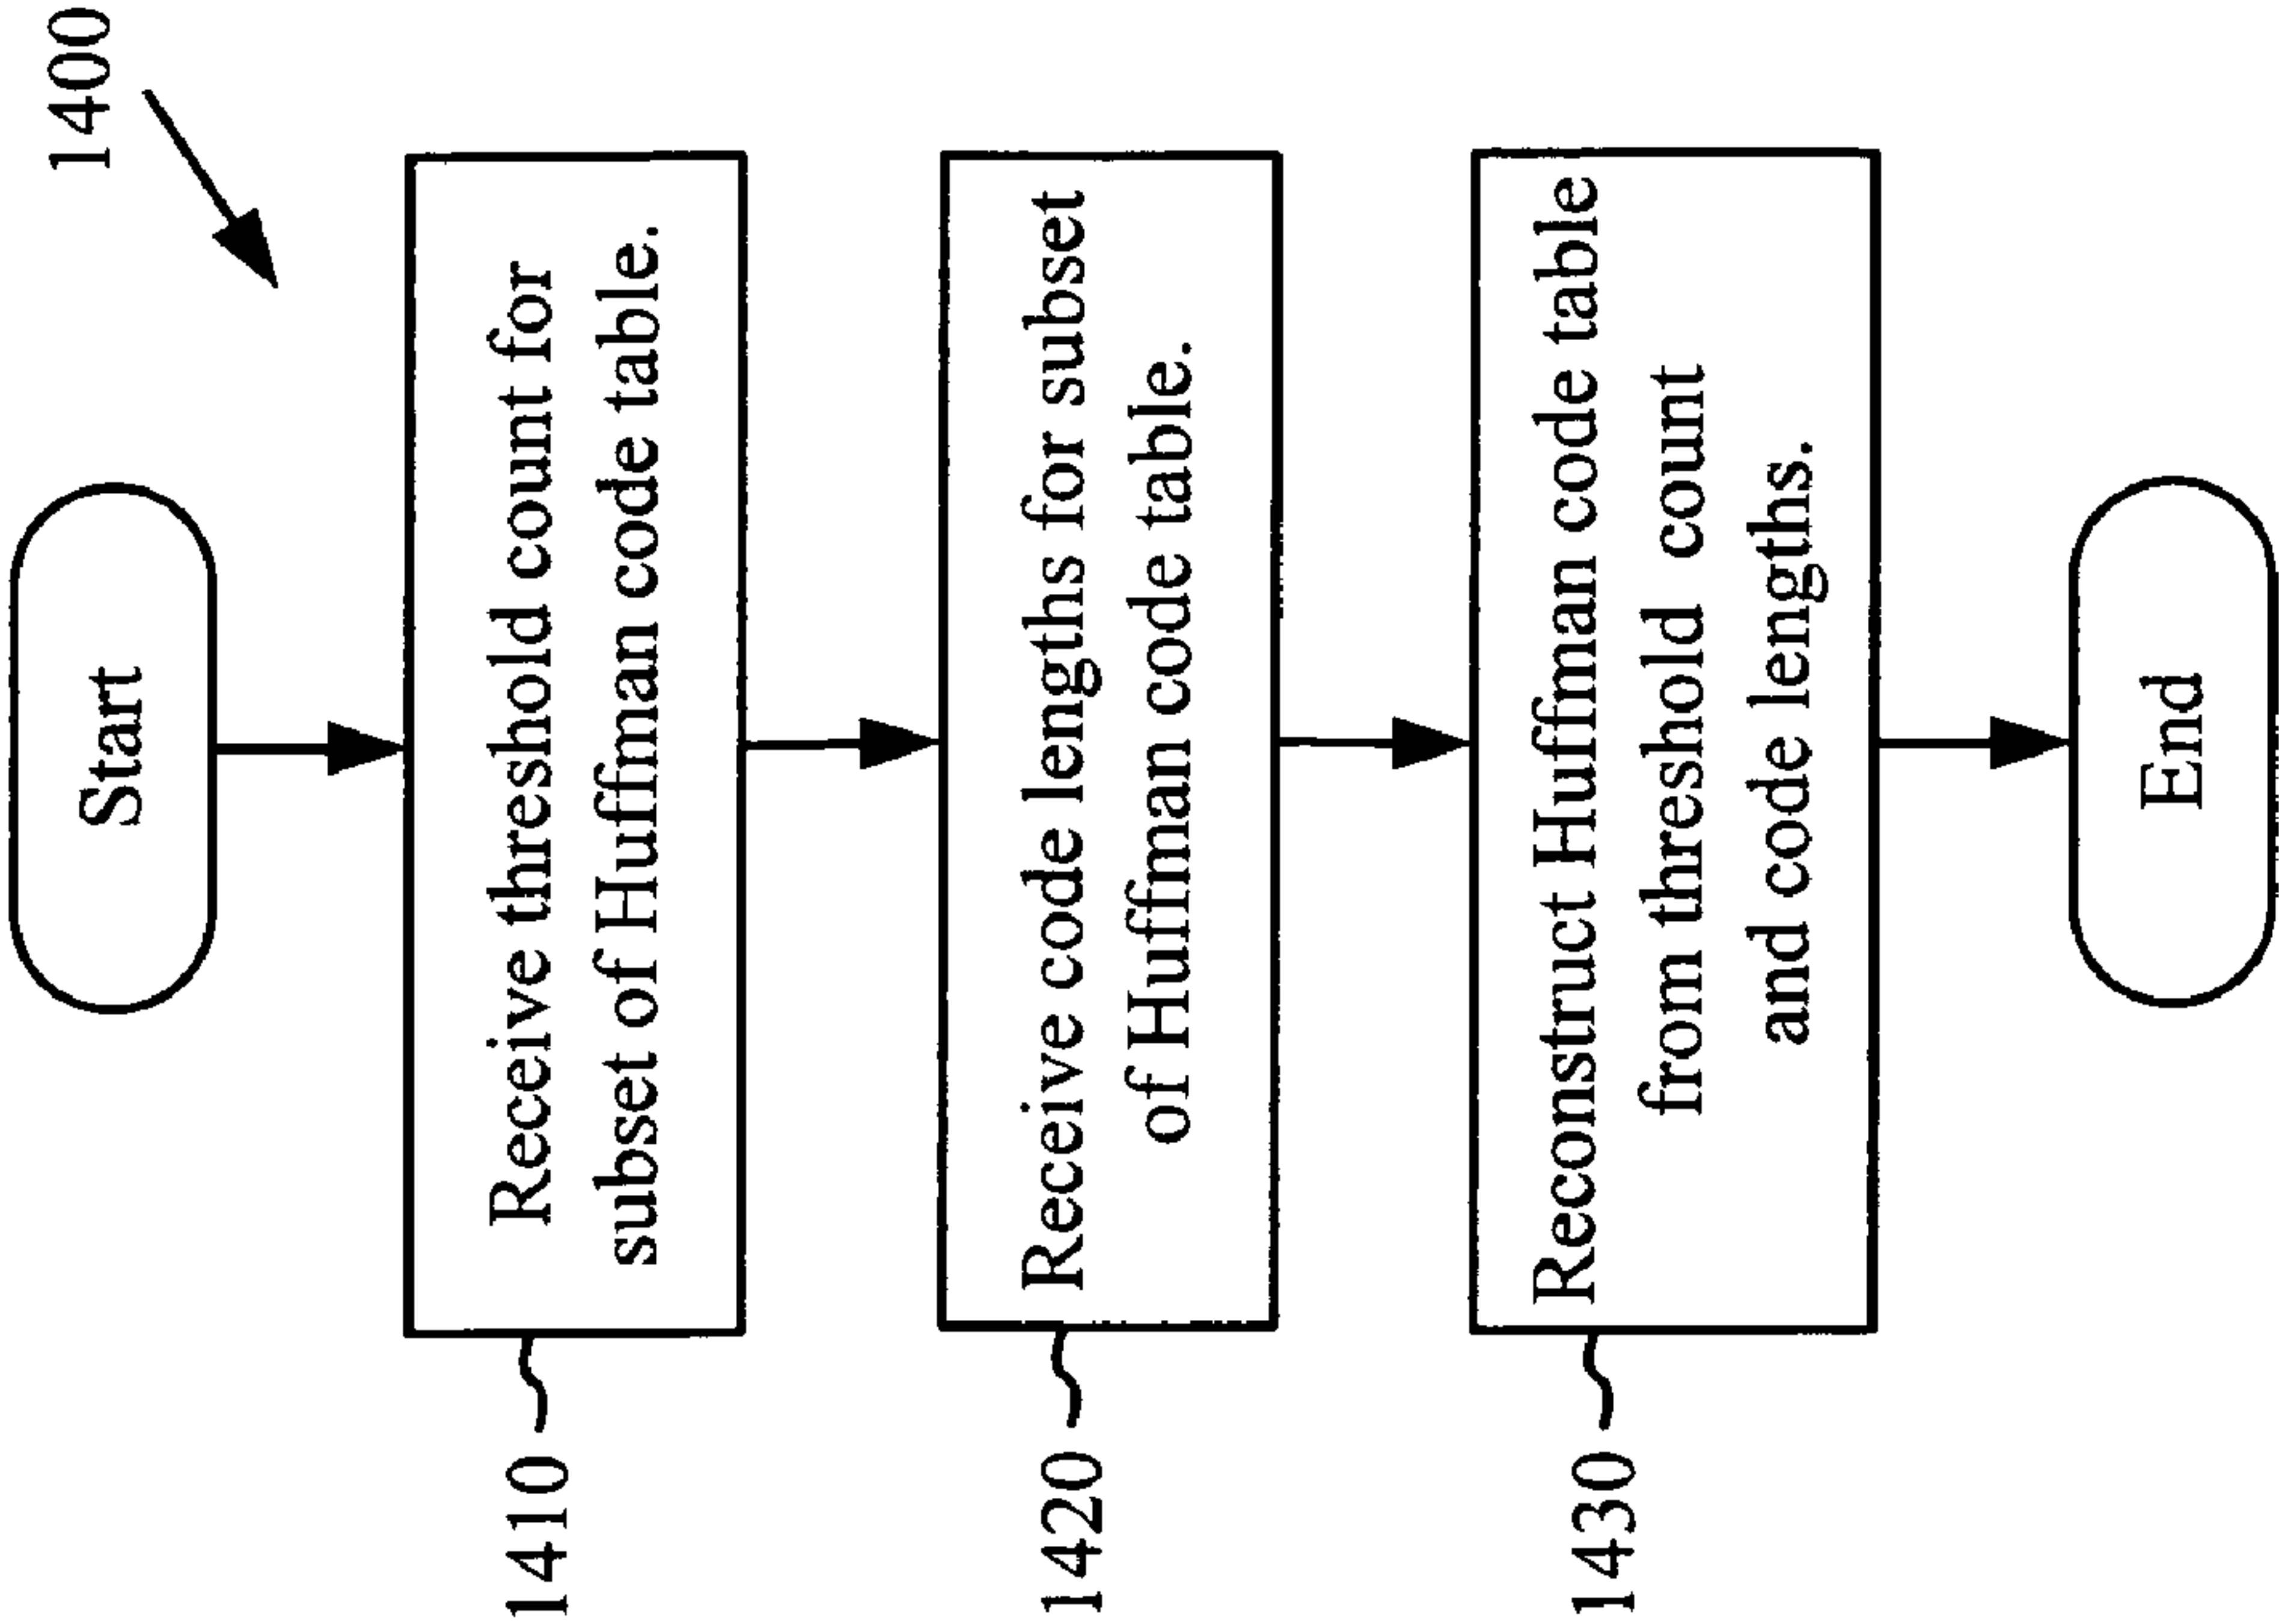 1400
Start
Receive threshold count for
subset of Huffman code table.
1410
Receive code lengths for subset
of Huffman code table.
1420
Reconstruct Huffman code table
from threshold count
and code lengths.
1430
End